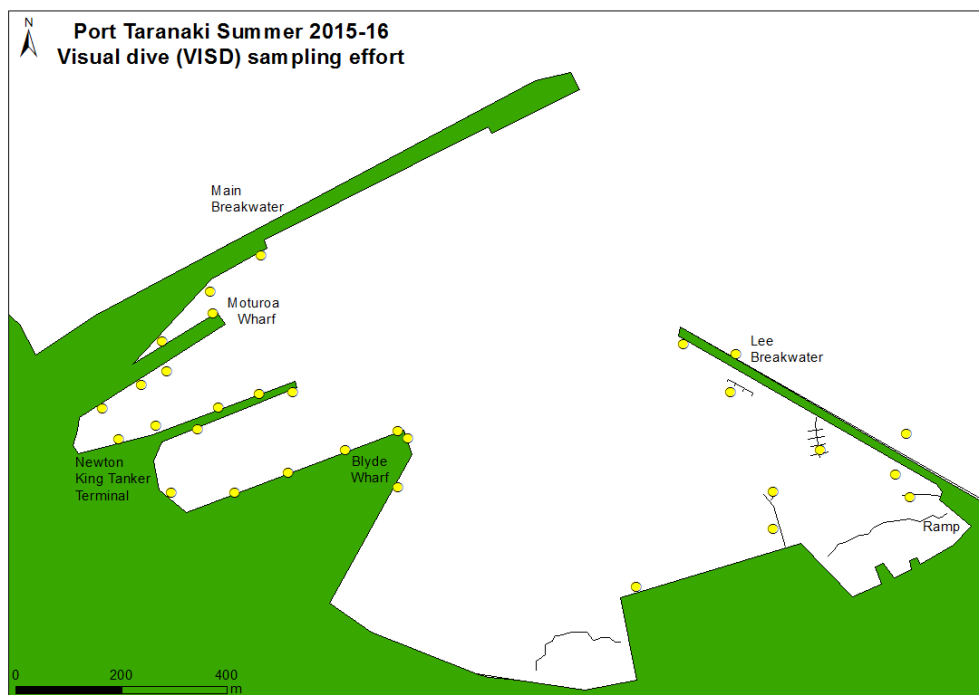 N
Port Taranaki Summer 2015-16
Visual dive (VISD) sampling effort
Main
Breakwater
Moturoa
Wharf
Lee
Breakwater
Newton
King Tanker
Terminal
Blyde
Wharf
Ramp
0 200 400
m